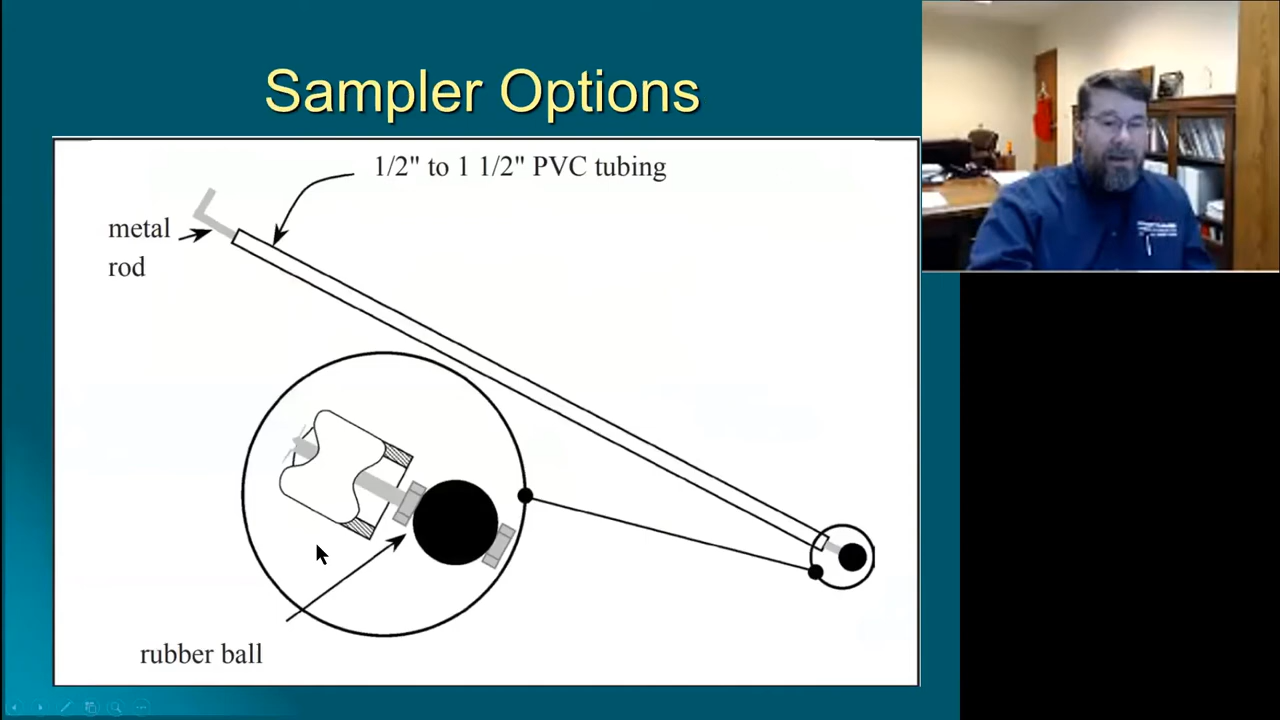 Sampler Options
1/2" to 1 1/2" PVC tubing
metal
rod
rubber ball